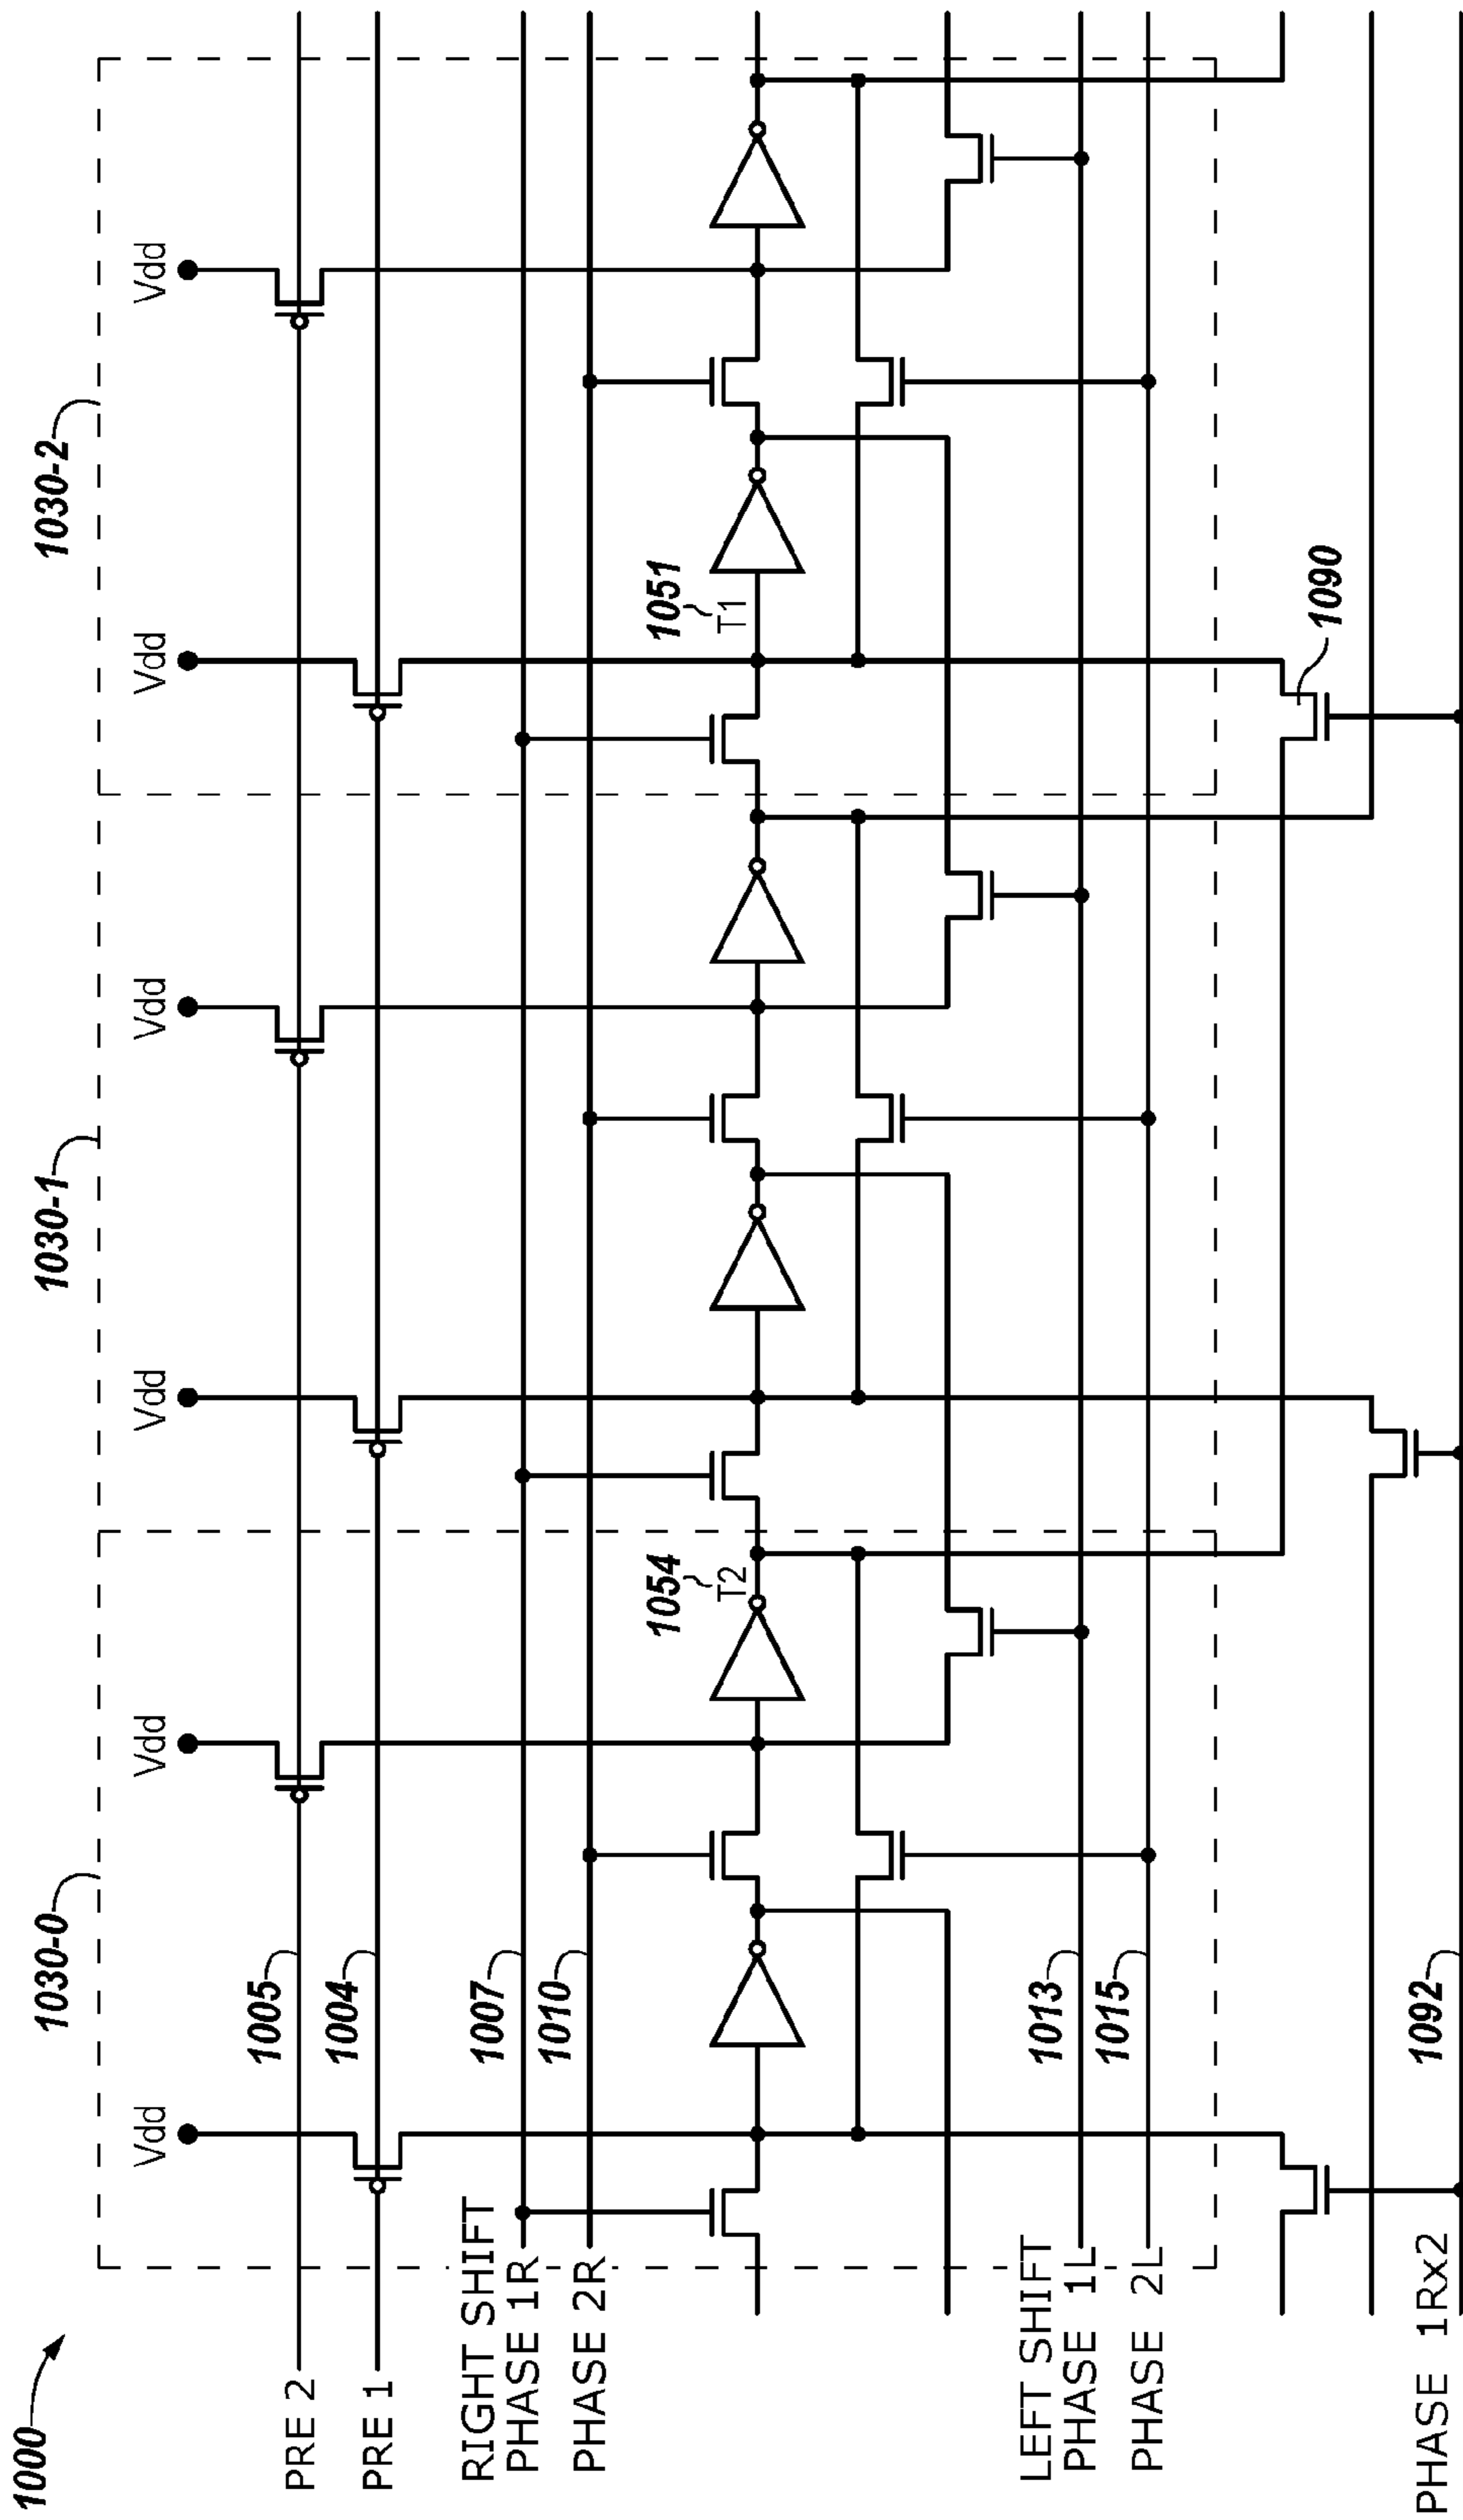 1000
1030-0
1030-1
1030-2
Vdd
Vdd
Vdd
Vdd
Vdd
Vdd
PRE 2
1005
PRE 1
1004
RIGHT SHIFT
PHASE 1R
1007
PHASE 2R
1010
1054
T2
1051
T1
LEFT SHIFT
PHASE 1L
1013
PHASE 2L
1015
1090
PHASE 1Rx2
1092